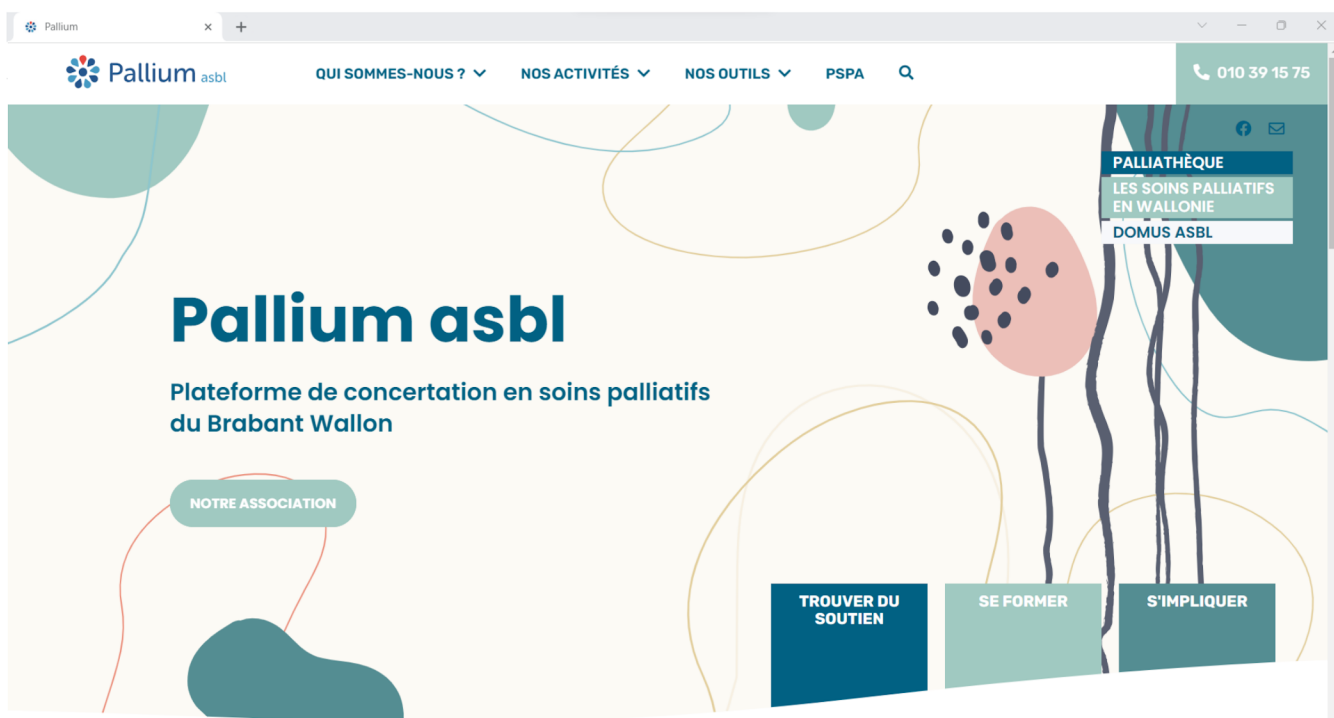 Pallium
Pallium asbl
QUI SOMMES-NOUS ?
NOS ACTIVITÉS
NOS OUTILS
PSPA
010 39 15 75
PALLIATHÈQUE
LES SOINS PALLIATIFS
EN WALLONIE
DOMUS ASBL
Pallium asbl
Plateforme de concertation en soins palliatifs
du Brabant Wallon
NOTRE ASSOCIATION
TROUVER DU
SOUTIEN
SE FORMER
S'IMPLIQUER